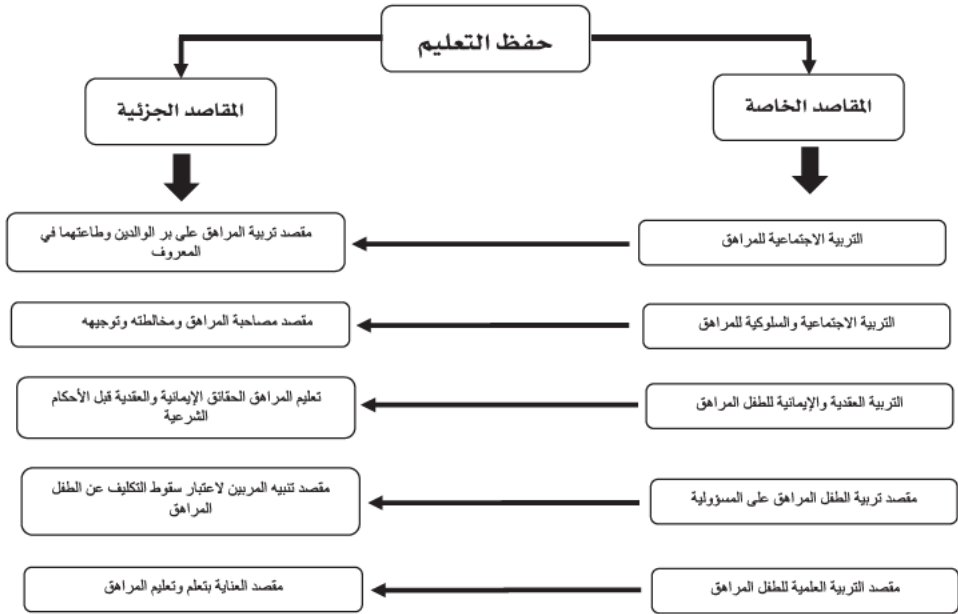 حفظ التعليم
المقاصد الخاصة
المقاصد الجزئية
التربية الاجتماعية للمراهق
مقصد تربية المراهق على بر الوالدين وطاعتهما في
المعروف
التربية الاجتماعية والسلوكية للمراهق
مقصد مصاحبة المراهق ومخالطته وتوجيهه
التربية العقدية والإيمانية للطفل المراهق
تعليم المراهق الحقائق الإيمانية والعقدية قبل الأحكام
الشرعية
مقصد تربية الطفل المراهق على المسؤولية
مقصد تنبيه المربين لاعتبار سقوط التكليف عن الطفل
المراهق
مقصد التربية العلمية للطفل المراهق
مقصد العناية بتعلم وتعليم المراهق